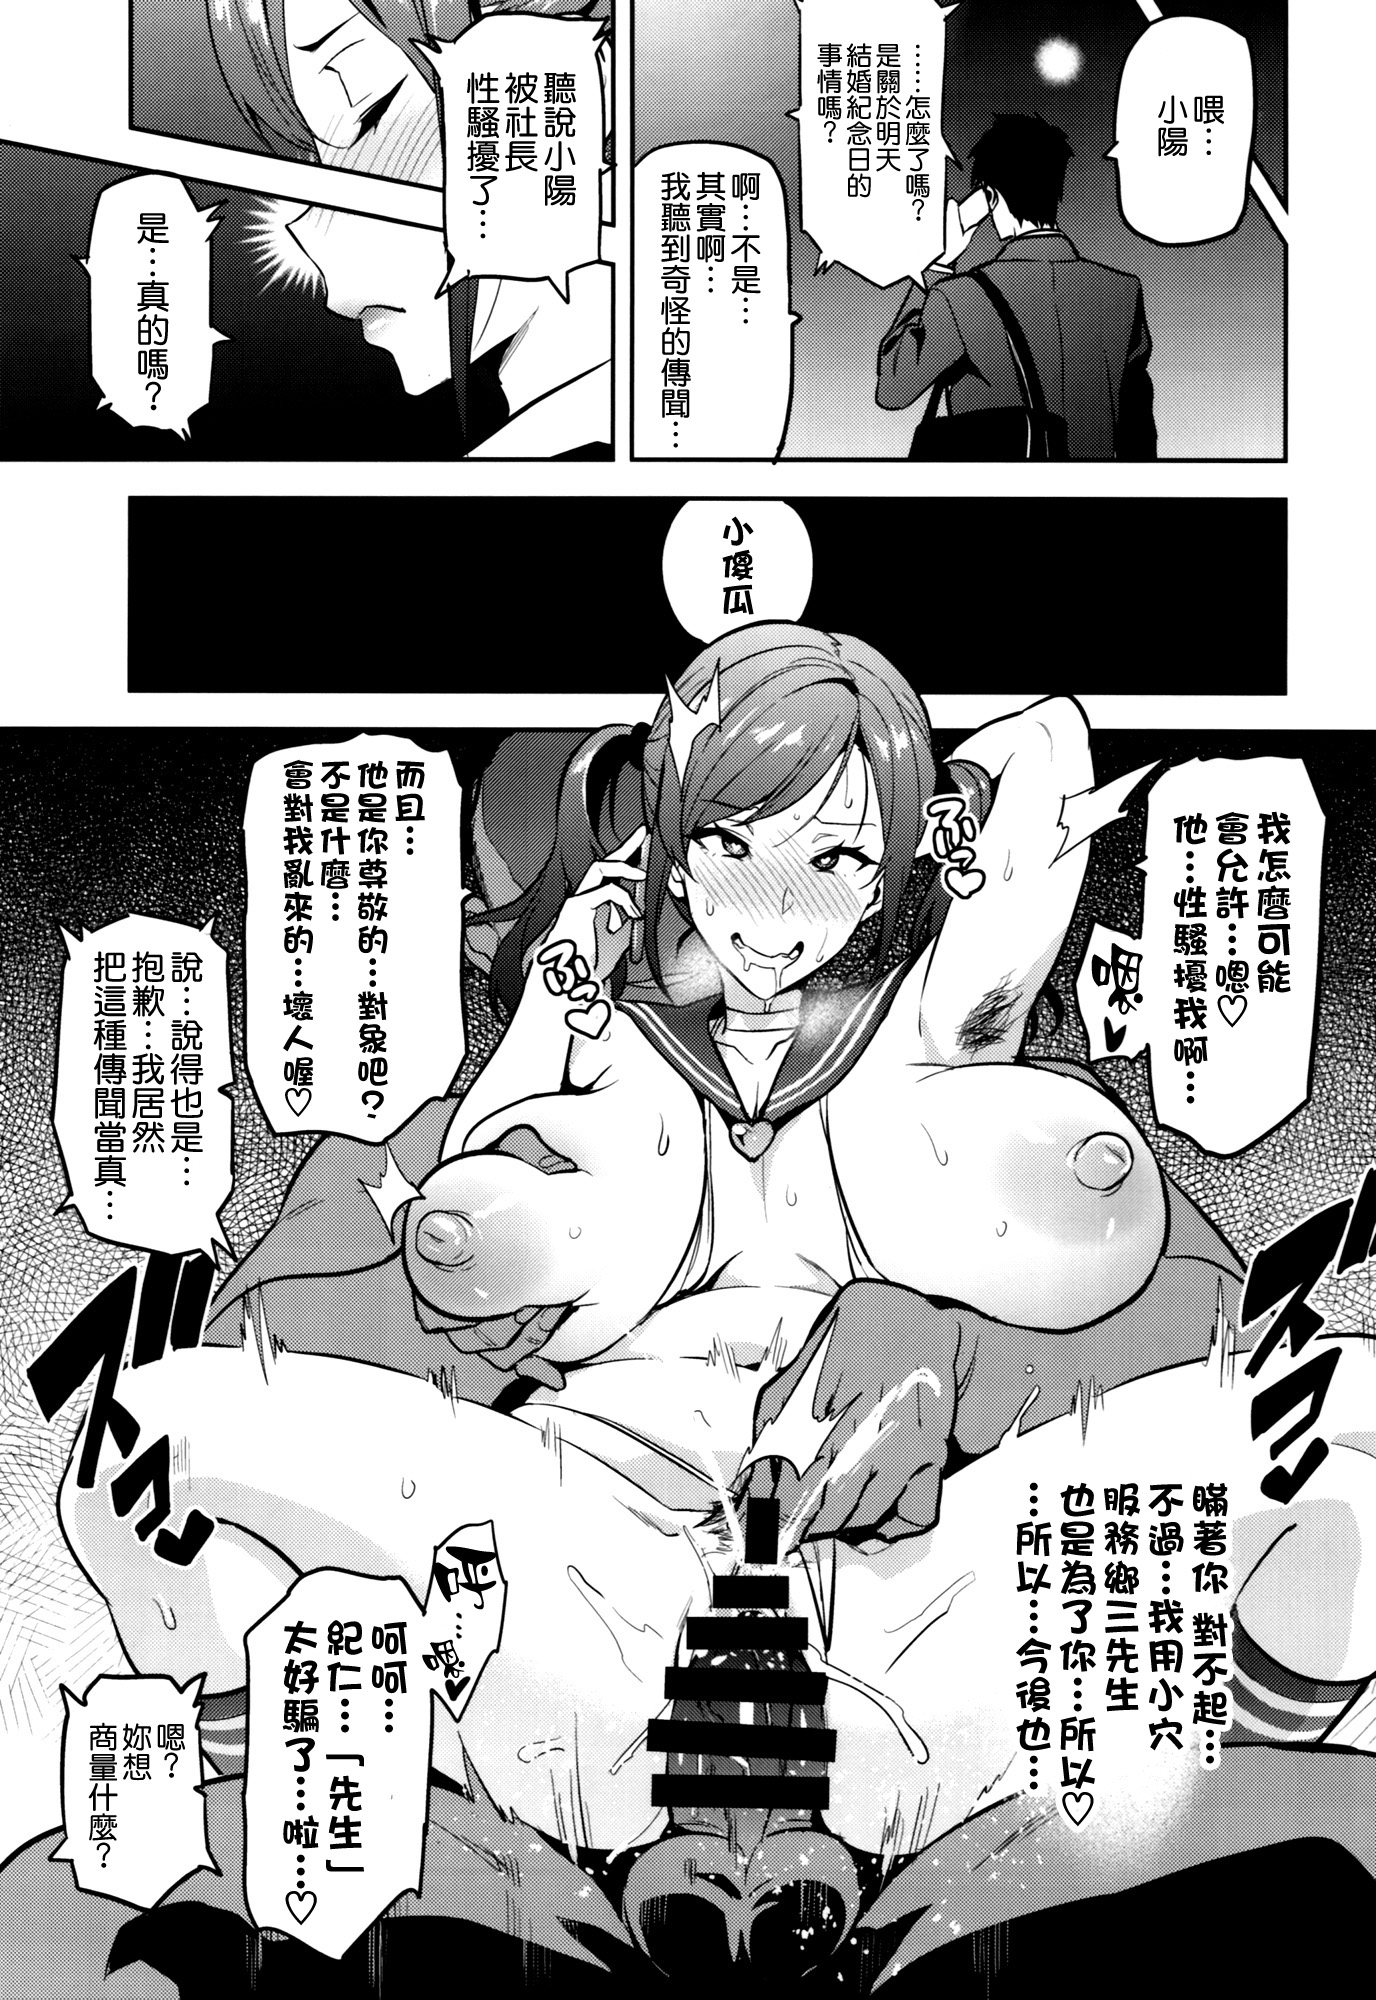 喂…
小陽
……怎麼了嗎?
是關於明天
結婚紀念日的
事情嗎?
啊…不是…
其實啊…
我聽到奇怪的傳聞…
聽說小陽
被社長
性騷擾了…
是…真的嗎?
小傻瓜
我怎麼可能
會允許…嗯♡
他…性騷擾我啊…
嗯♥
ふーっ♡
ふーっ♡
而且…
他是你尊敬的…對象吧?
不是什麼…
會對我亂來的…壞人喔♡
說…說得也是…
抱歉…我居然
把這種傳聞當真…
瞞著你 對不起…
不過…我用小穴
服務鄉三先生
也是為了你…所以♡
…所以…今後也…
呵呵…
紀仁…「先生」
太好騙了…啦…♡
嗯?
妳想
商量什麼?